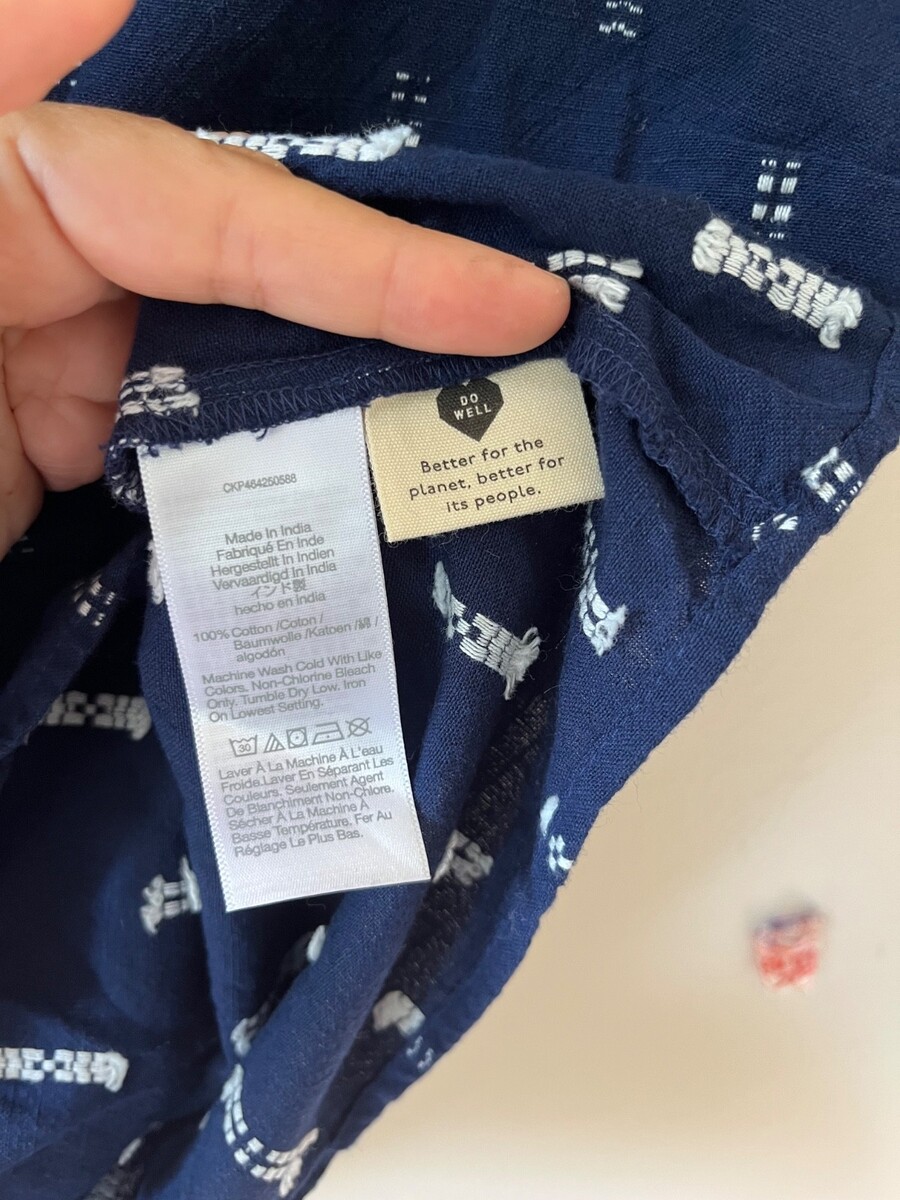 DO
WELL
Better for the
planet, better for
its people.
CKP464250588
Made In India
Fabriqué En Inde
Hergestellt In Indien
Vervaardigd In India
インド製
hecho en india
100% Cotton /Coton /
Baumwolle /Katoen /綿 /
algodón
Machine Wash Cold With Like
Colors. Non-Chlorine Bleach
Only. Tumble Dry Low. Iron
On Lowest Setting.
30
Laver À La Machine À L'eau
Froide.Laver En Séparant Les
Couleurs. Seulement Agent
De Blanchiment Non-Chlore.
Sécher À La Machine À
Basse Température. Fer Au
Réglage Le Plus Bas.